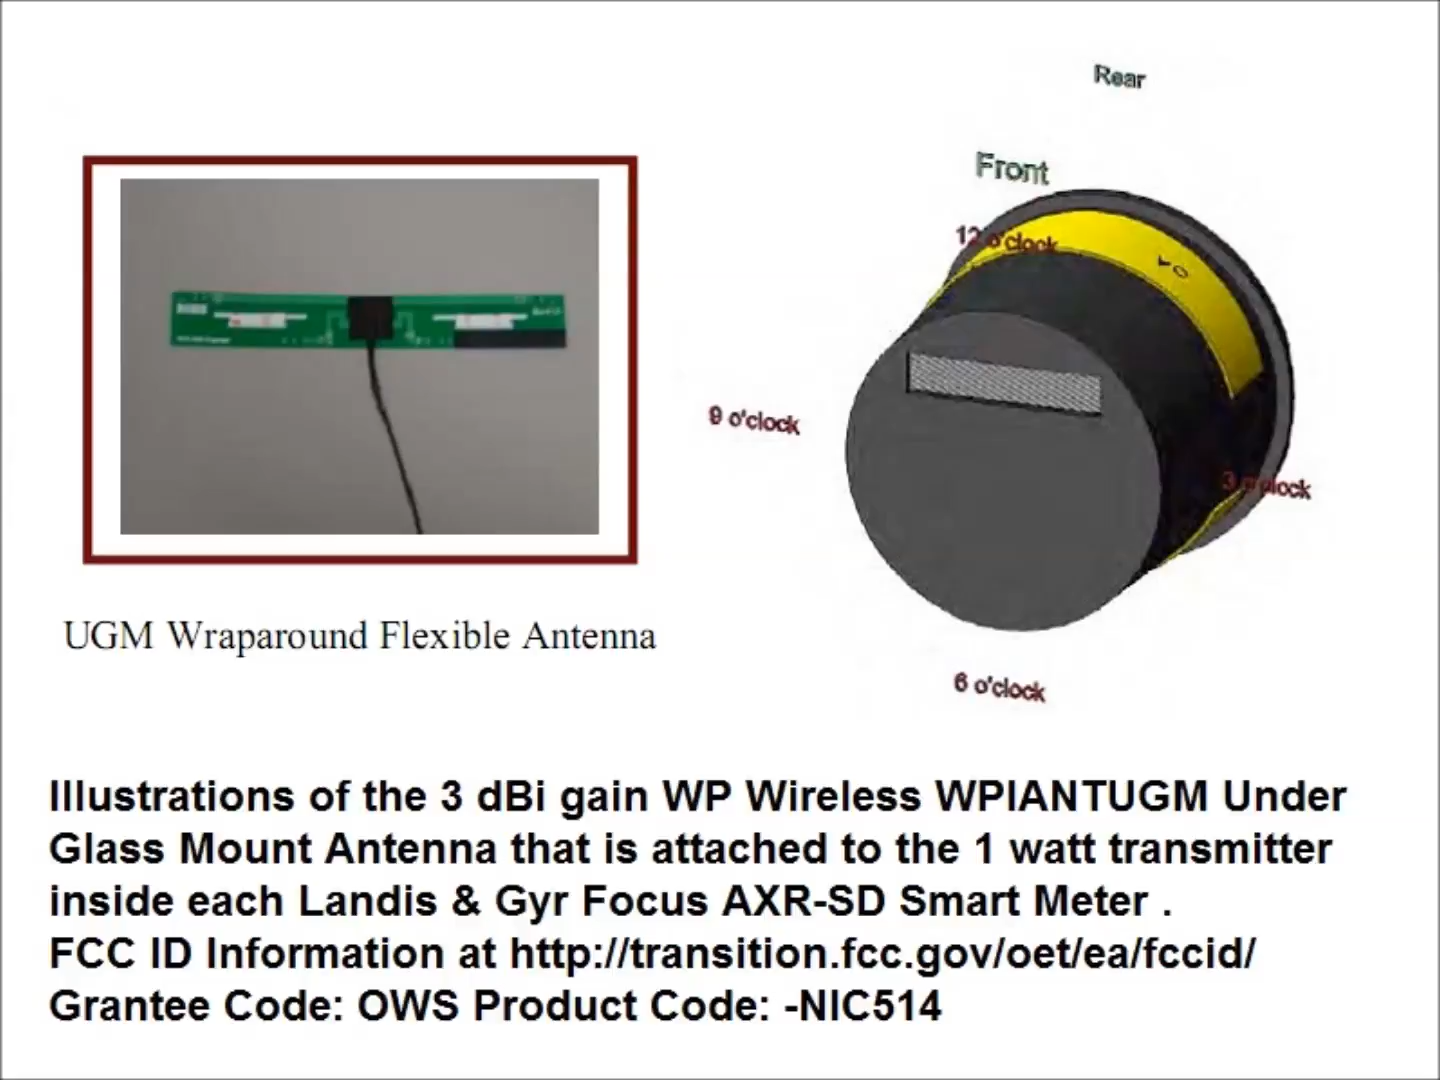 Rear
Front
12 o'clock
9 o'clock
3 o'clock
6 o'clock
UGM Wraparound Flexible Antenna
Illustrations of the 3 dBi gain WP Wireless WPIANTUGM Under
Glass Mount Antenna that is attached to the 1 watt transmitter
inside each Landis & Gyr Focus AXR-SD Smart Meter .
FCC ID Information at http://transition.fcc.gov/oet/ea/fccid/
Grantee Code: OWS Product Code: -NIC514